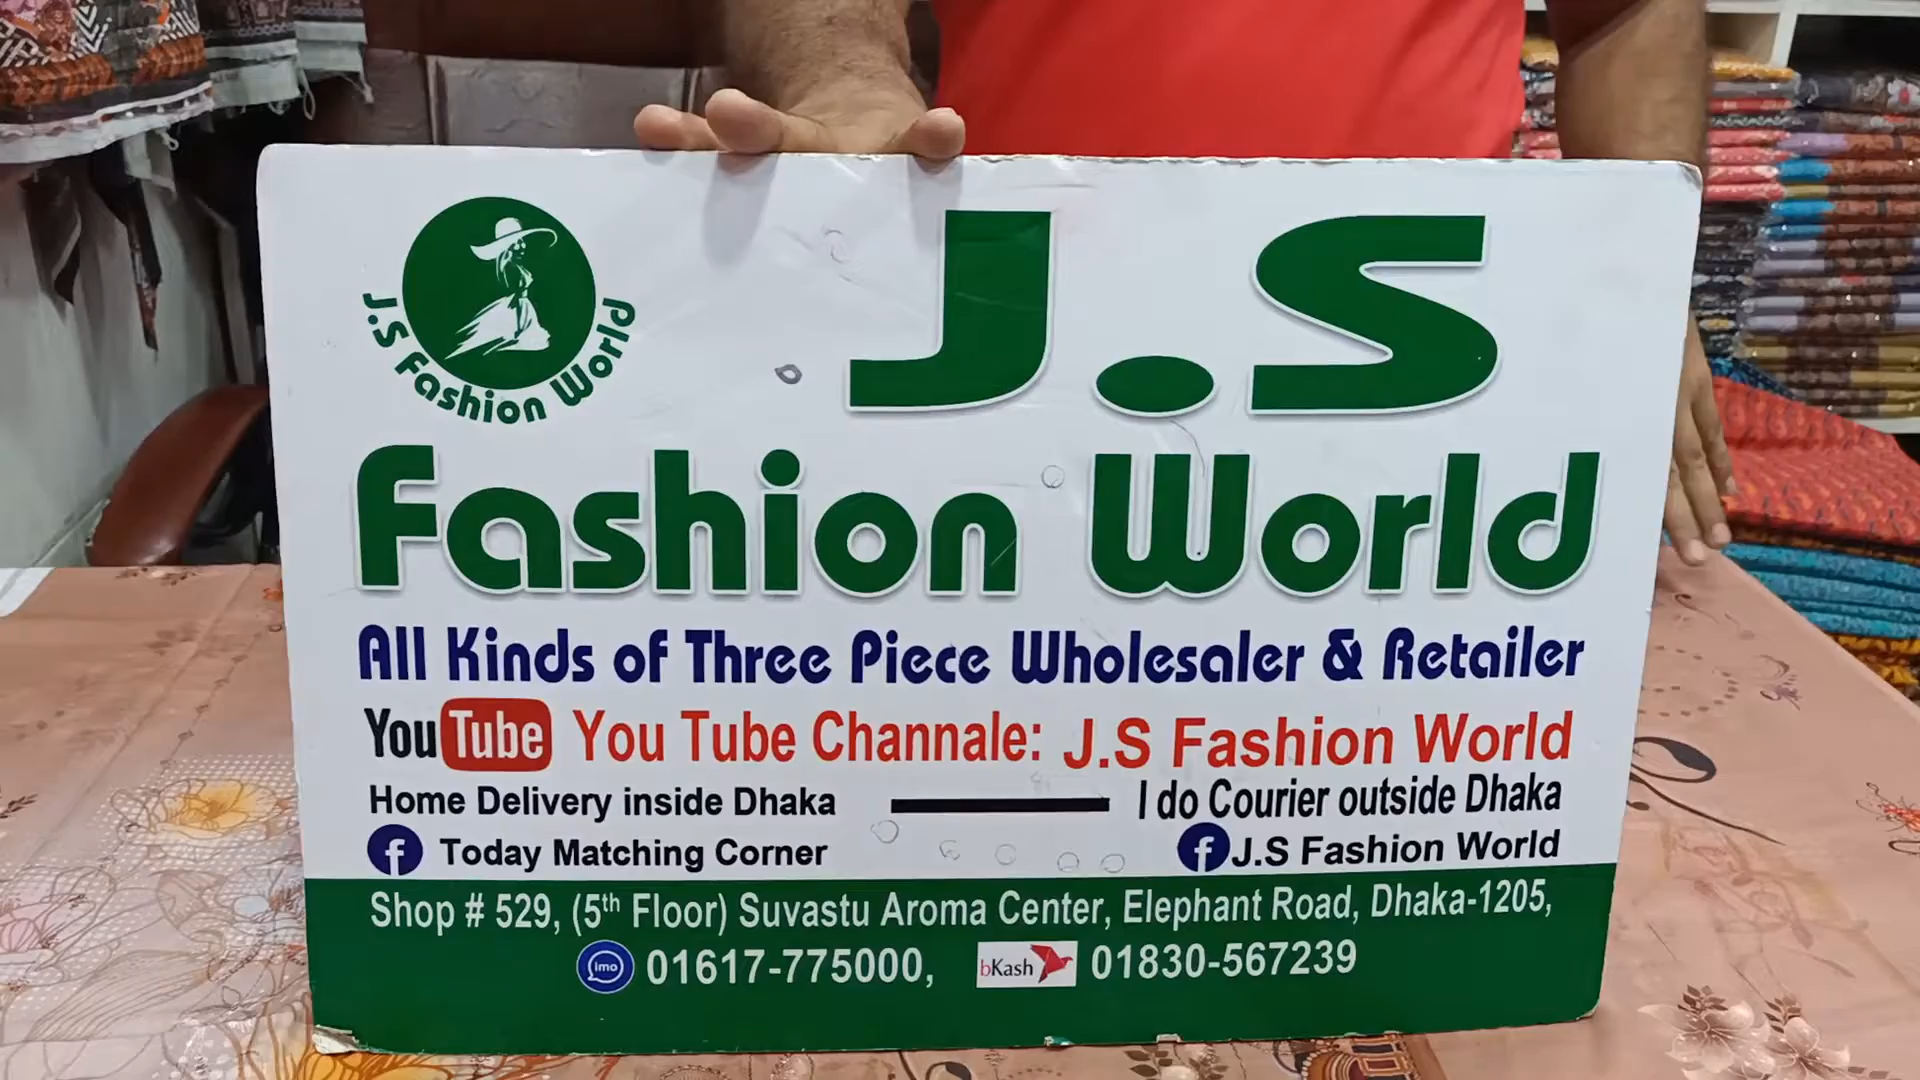 J.S Fashion World
J.S
Fashion World
All Kinds of Three Piece Wholesaler & Retailer
YouTube You Tube Channale: J.S Fashion World
Home Delivery inside Dhaka — I do Courier outside Dhaka
f Today Matching Corner f J.S Fashion World
Shop # 529, (5th Floor) Suvastu Aroma Center, Elephant Road, Dhaka-1205,
imo 01617-775000, bKash 01830-567239